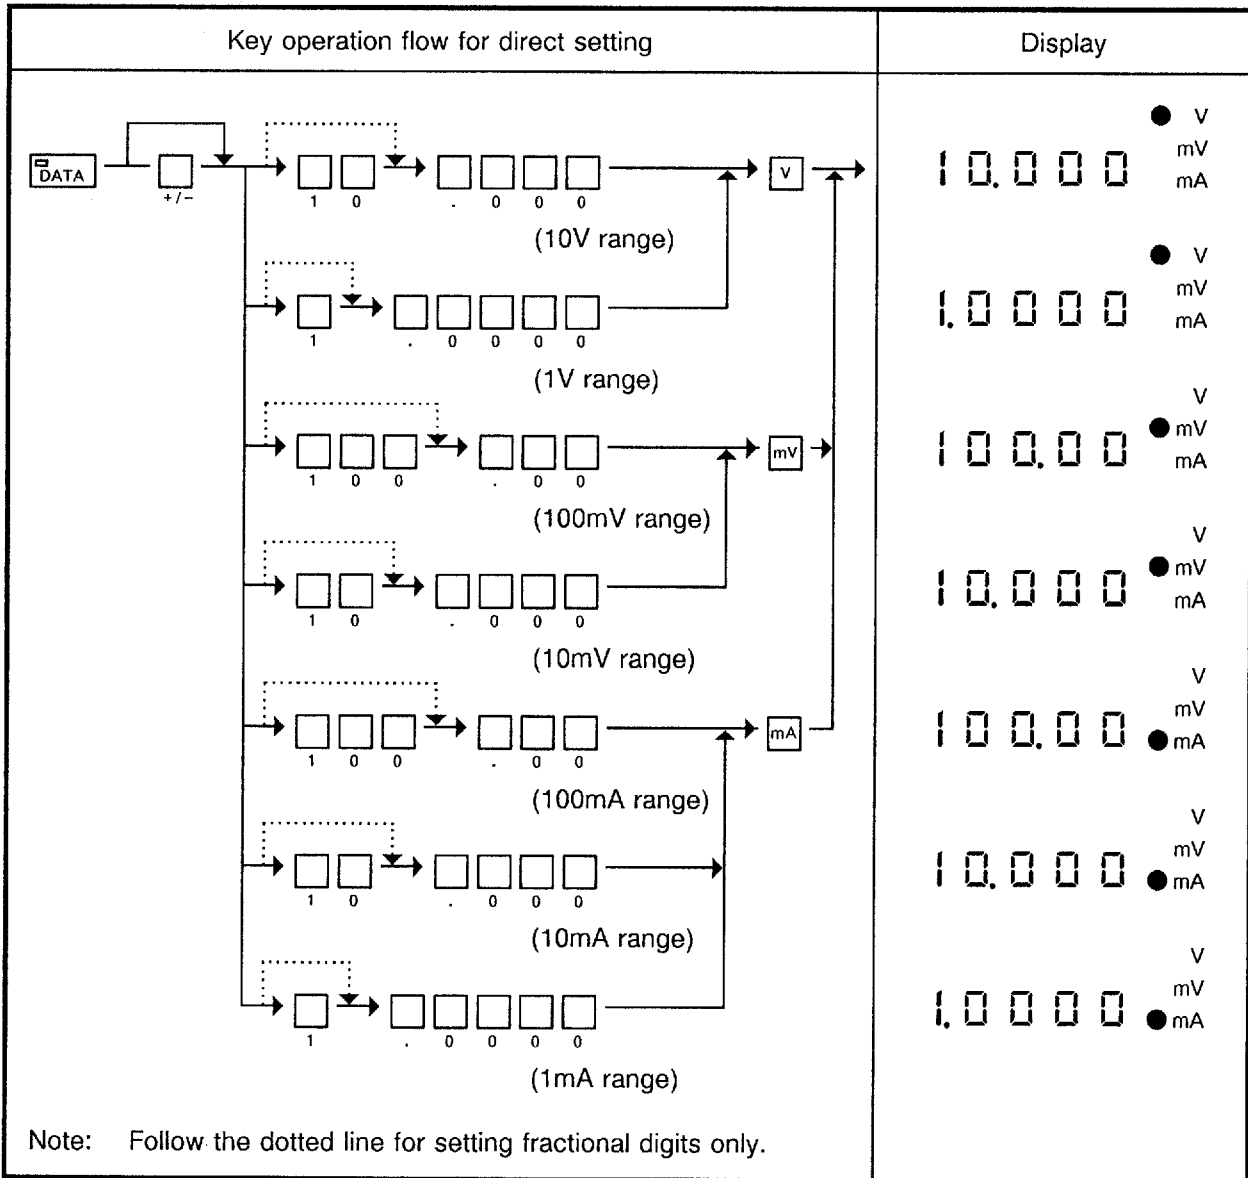 Key operation flow for direct setting
Display
DATA
+/−
1 0 . 0 0 0
V
(10V range)
10.000
V
mV
mA
1 . 0 0 0 0
(1V range)
1.0000
V
mV
mA
1 0 0 . 0 0
mV
(100mV range)
100.00
V
mV
mA
1 0 . 0 0 0
(10mV range)
10.000
V
mV
mA
1 0 0 . 0 0
mA
(100mA range)
100.00
V
mV
mA
1 0 . 0 0 0
(10mA range)
10.000
V
mV
mA
1 . 0 0 0 0
(1mA range)
1.0000
V
mV
mA
Note: Follow the dotted line for setting fractional digits only.